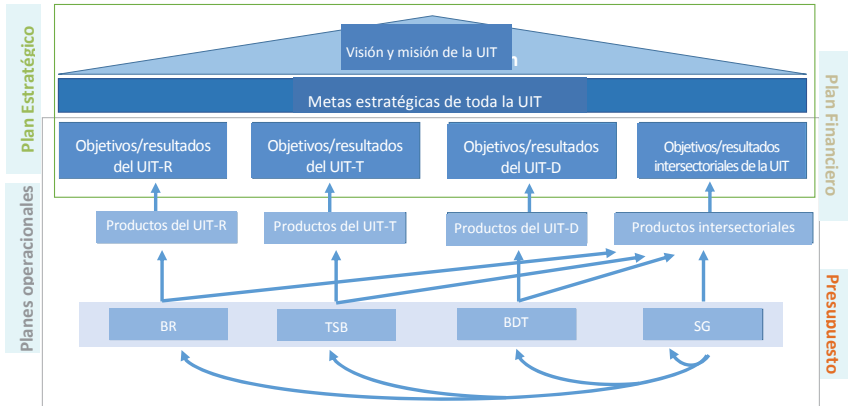 Plan Estratégico
Visión y misión de la UIT
Metas estratégicas de toda la UIT
Plan Financiero
Objetivos/resultados
del UIT-R
Objetivos/resultados
del UIT-T
Objetivos/resultados
del UIT-D
Objetivos/resultados
intersectoriales de la UIT
Planes operacionales
Productos del UIT-R
Productos del UIT-T
Productos del UIT-D
Productos intersectoriales
Presupuesto
BR
TSB
BDT
SG